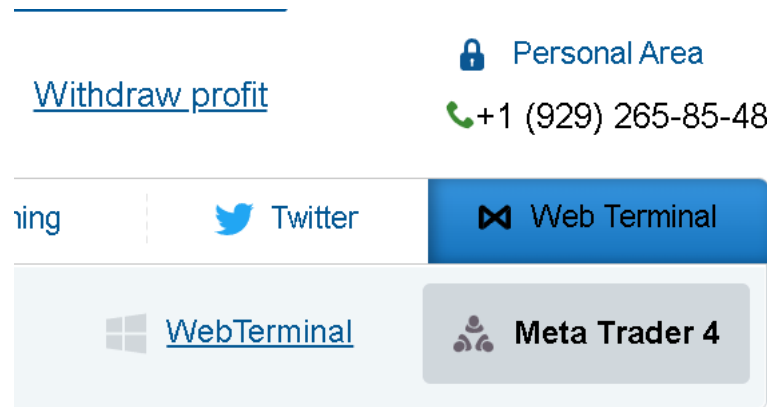 Personal Area
Withdraw profit
+1 (929) 265-85-48
Twitter
Web Terminal
WebTerminal
Meta Trader 4